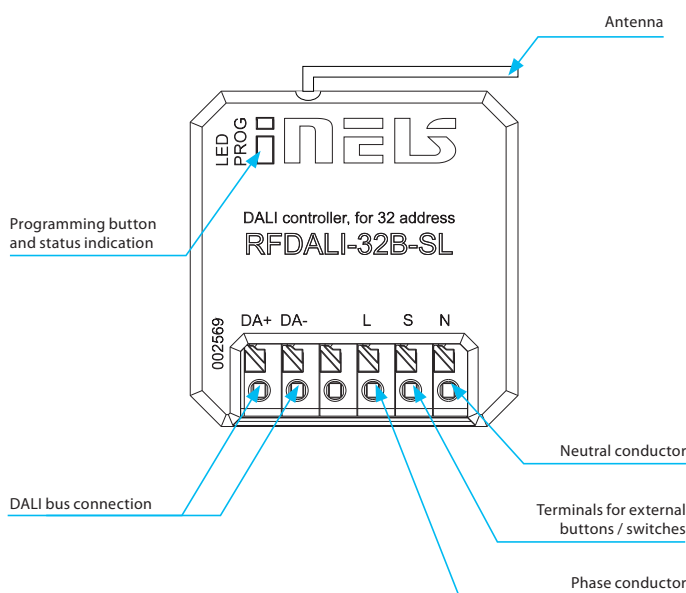 Antenna
LED
PROG
iNELS
Programming button
and status indication
DALI controller, for 32 address
RFDALI-32B-SL
002569
DA+ DA- L S N
Neutral conductor
DALI bus connection
Terminals for external
buttons / switches
Phase conductor